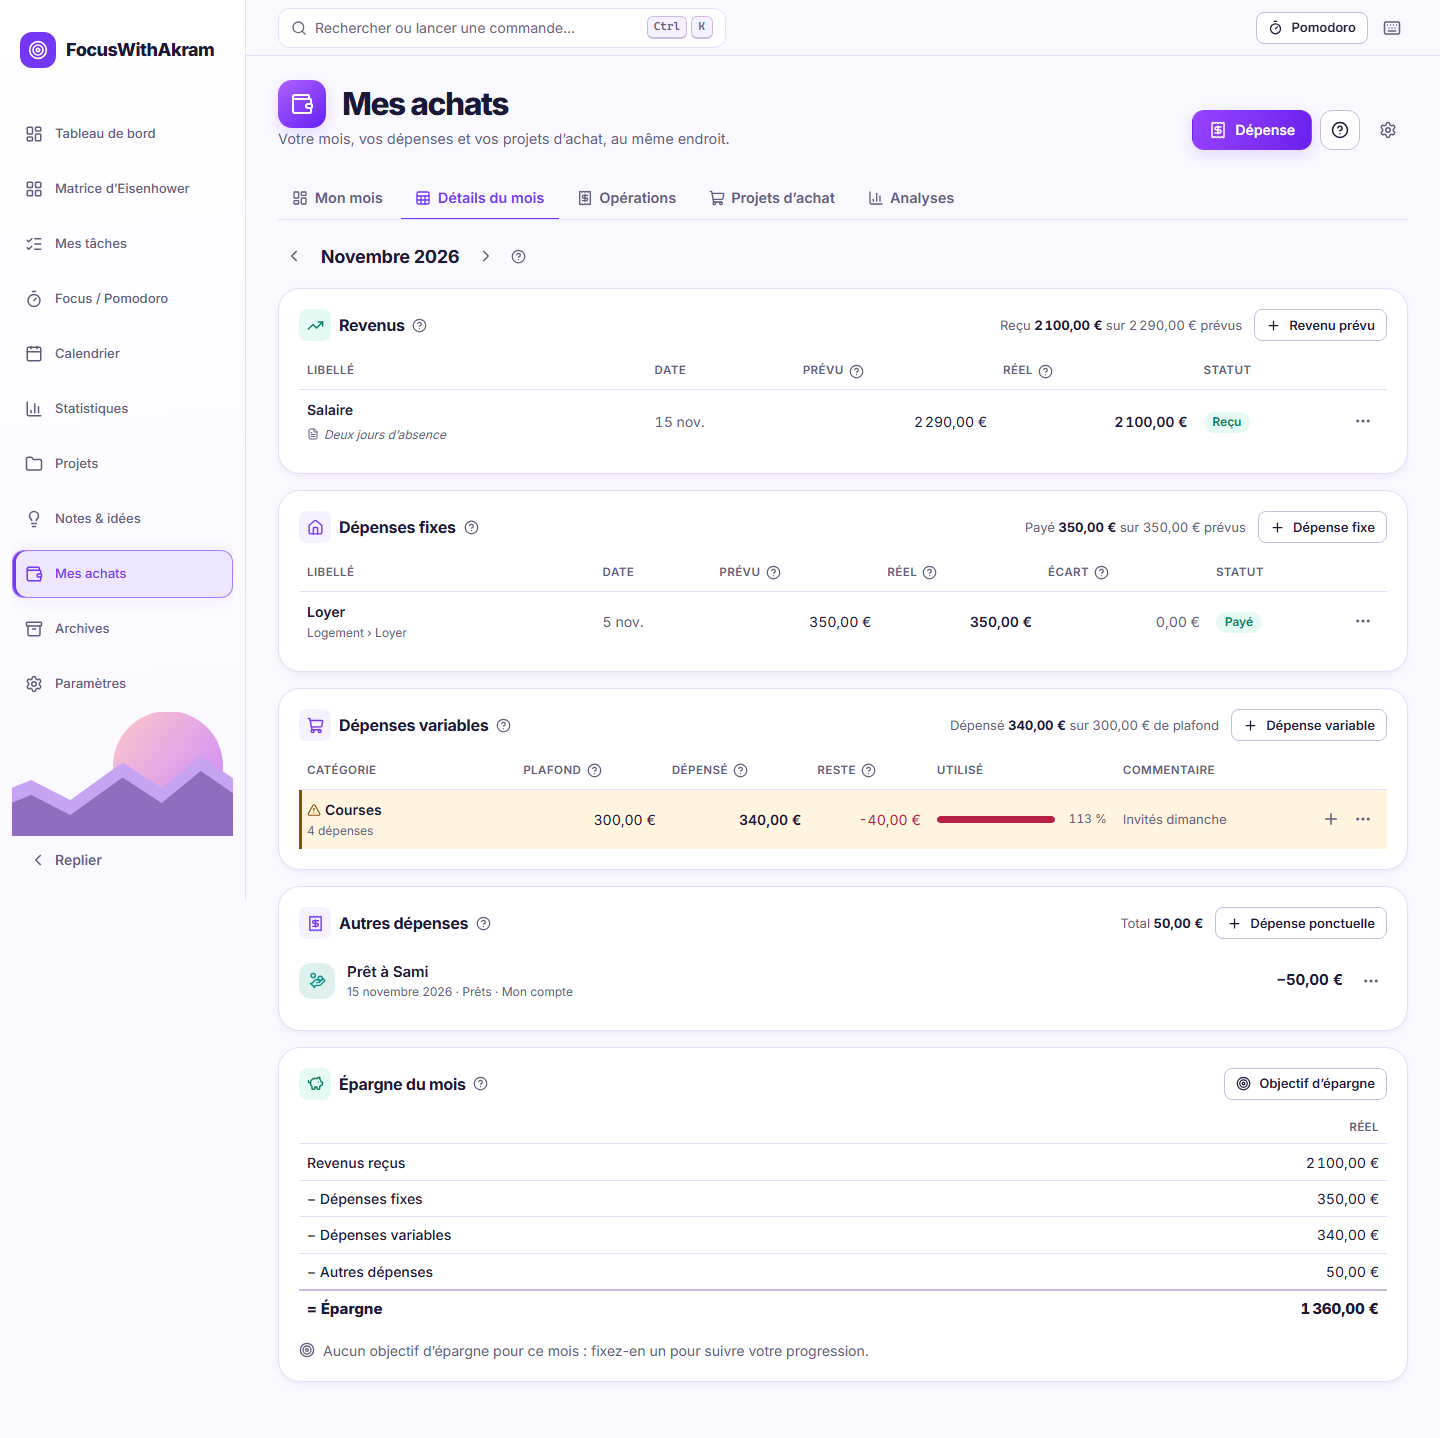 FocusWithAkram
Rechercher ou lancer une commande...
Ctrl K
Pomodoro
Tableau de bord
Matrice d’Eisenhower
Mes tâches
Focus / Pomodoro
Calendrier
Statistiques
Projets
Notes & idées
Mes achats
Archives
Paramètres
Replier
Mes achats
Votre mois, vos dépenses et vos projets d’achat, au même endroit.
Dépense
Mon mois Détails du mois Opérations Projets d’achat Analyses
Novembre 2026
Revenus
Reçu 2 100,00 € sur 2 290,00 € prévus
Revenu prévu
LIBELLÉ DATE PRÉVU RÉEL STATUT
Salaire 15 nov. 2 290,00 € 2 100,00 € Reçu
Deux jours d’absence
Dépenses fixes
Payé 350,00 € sur 350,00 € prévus
Dépense fixe
LIBELLÉ DATE PRÉVU RÉEL ÉCART STATUT
Loyer 5 nov. 350,00 € 350,00 € 0,00 € Payé
Logement › Loyer
Dépenses variables
Dépensé 340,00 € sur 300,00 € de plafond
Dépense variable
CATÉGORIE PLAFOND DÉPENSÉ RESTE UTILISÉ COMMENTAIRE
Courses 300,00 € 340,00 € -40,00 € 113 % Invités dimanche
4 dépenses
Autres dépenses
Total 50,00 €
Dépense ponctuelle
Prêt à Sami −50,00 €
15 novembre 2026 · Prêts · Mon compte
Épargne du mois
Objectif d’épargne
RÉEL
Revenus reçus 2 100,00 €
− Dépenses fixes 350,00 €
− Dépenses variables 340,00 €
− Autres dépenses 50,00 €
= Épargne 1 360,00 €
Aucun objectif d’épargne pour ce mois : fixez-en un pour suivre votre progression.